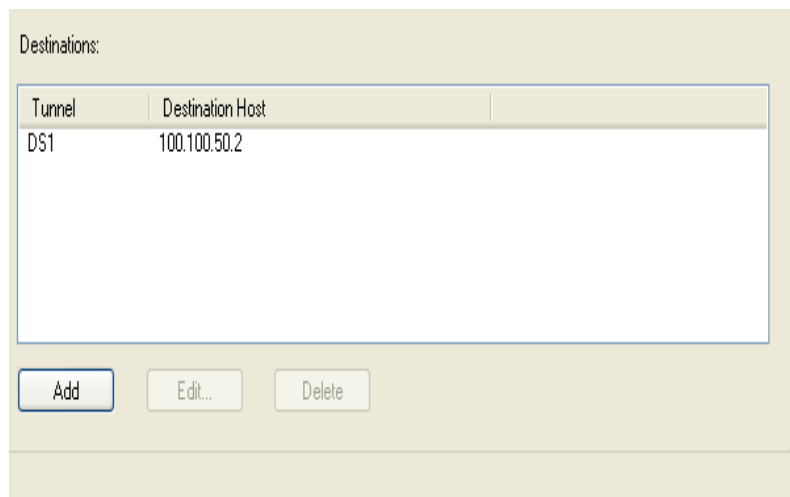 Destinations:
Tunnel Destination Host
DS1 100.100.50.2
Add Edit... Delete